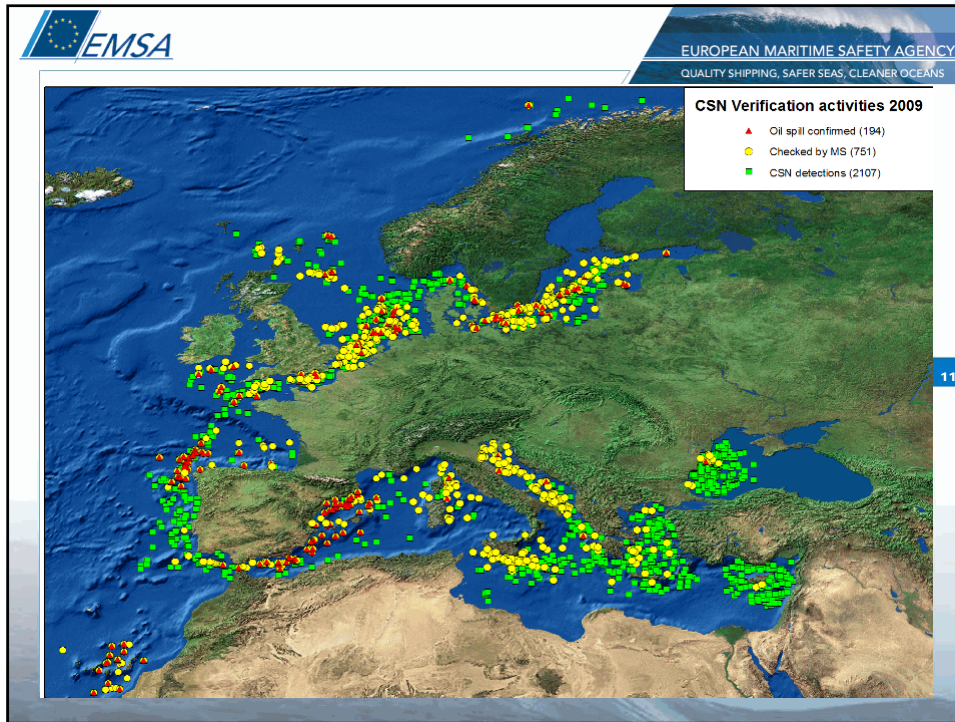 EMSA
EUROPEAN MARITIME SAFETY AGENCY
QUALITY SHIPPING, SAFER SEAS, CLEANER OCEANS
CSN Verification activities 2009
Oil spill confirmed (194)
Checked by MS (751)
CSN detections (2107)
11